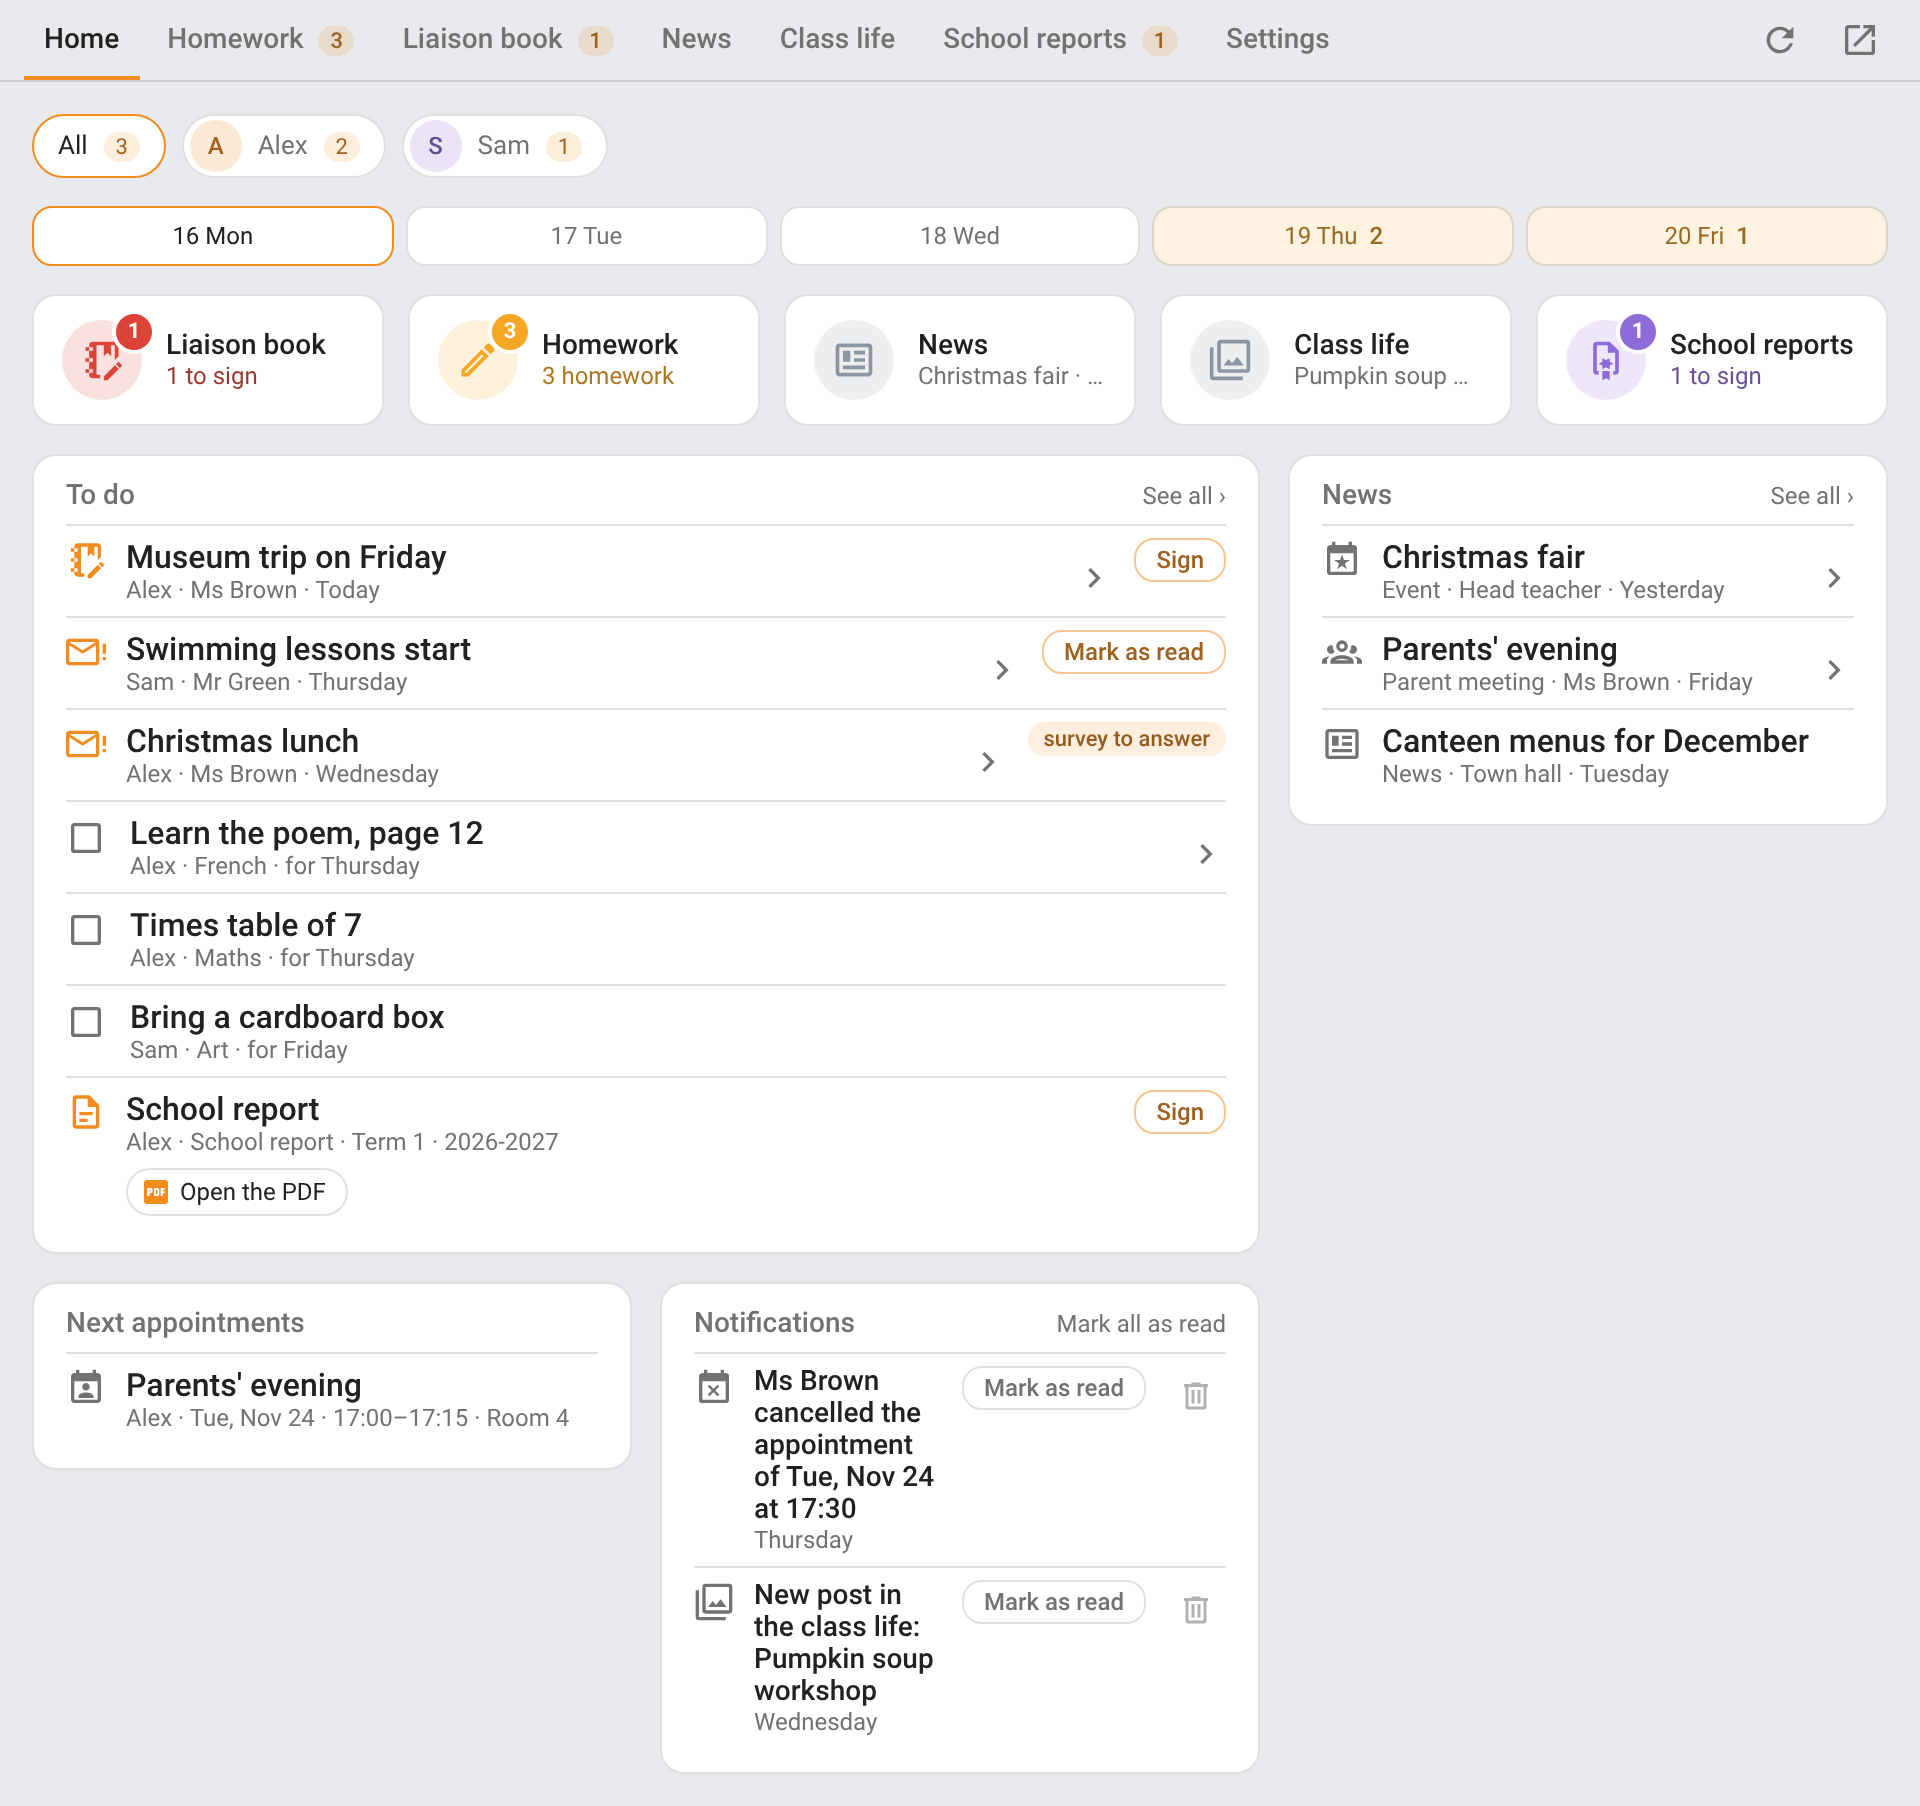 Home Homework 3 Liaison book 1 News Class life School reports 1 Settings
All 3 A Alex 2 S Sam 1
16 Mon 17 Tue 18 Wed 19 Thu 2 20 Fri 1
1 Liaison book
1 to sign
3 Homework
3 homework
News
Christmas fair · ...
Class life
Pumpkin soup ...
1 School reports
1 to sign
To do See all ›
Museum trip on Friday Sign
Alex · Ms Brown · Today
Swimming lessons start Mark as read
Sam · Mr Green · Thursday
Christmas lunch survey to answer
Alex · Ms Brown · Wednesday
Learn the poem, page 12
Alex · French · for Thursday
Times table of 7
Alex · Maths · for Thursday
Bring a cardboard box
Sam · Art · for Friday
School report Sign
Alex · School report · Term 1 · 2026-2027
PDF Open the PDF
News See all ›
Christmas fair
Event · Head teacher · Yesterday
Parents' evening
Parent meeting · Ms Brown · Friday
Canteen menus for December
News · Town hall · Tuesday
Next appointments
Parents' evening
Alex · Tue, Nov 24 · 17:00–17:15 · Room 4
Notifications Mark all as read
Ms Brown Mark as read
cancelled the
appointment
of Tue, Nov 24
at 17:30
Thursday
New post in Mark as read
the class life:
Pumpkin soup
workshop
Wednesday